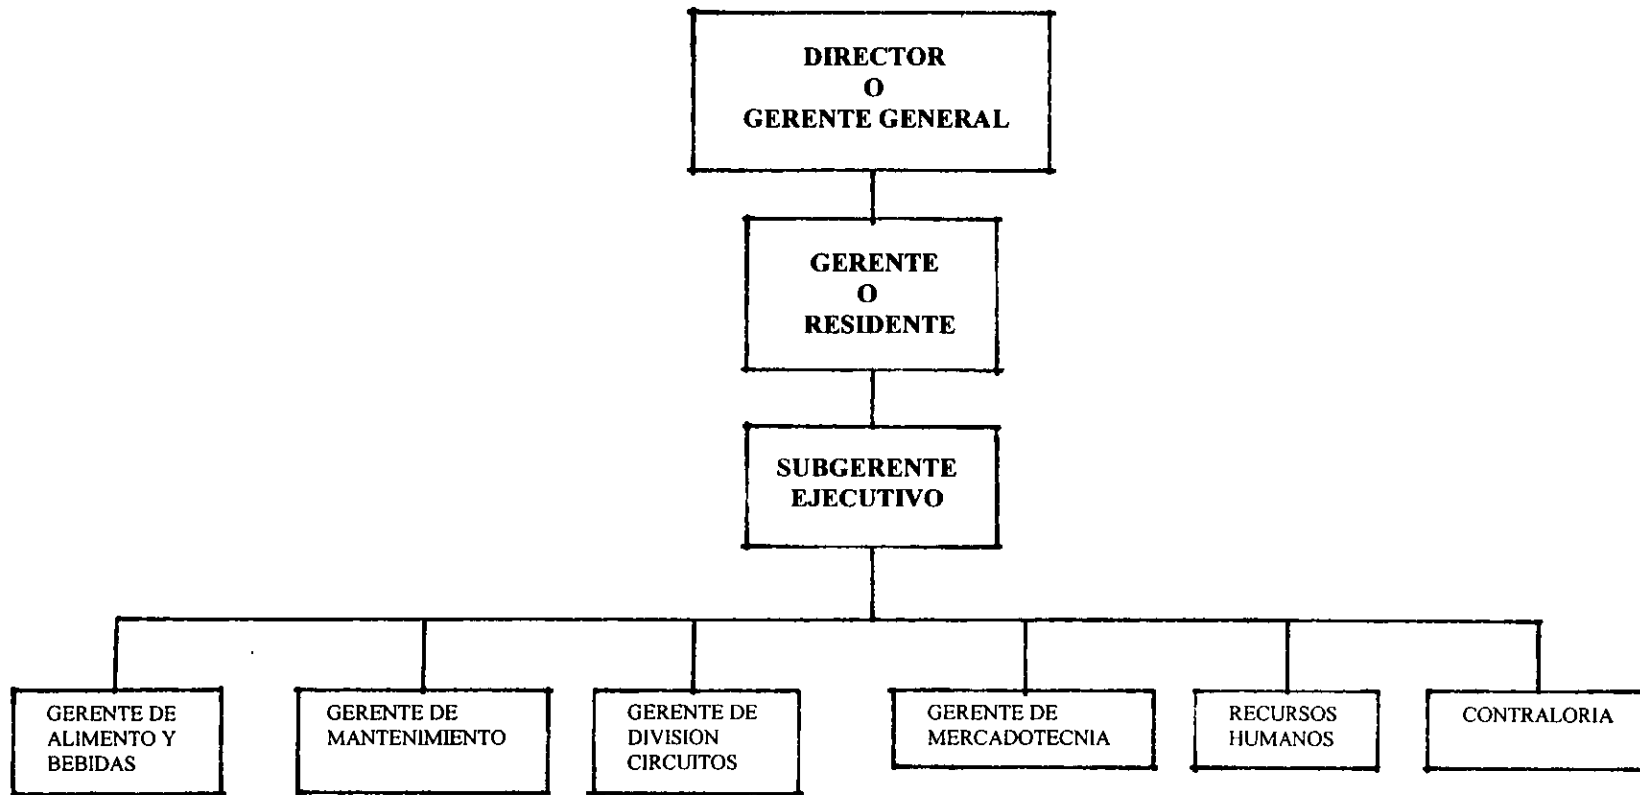 DIRECTOR
O
GERENTE GENERAL
GERENTE
O
RESIDENTE
SUBGERENTE
EJECUTIVO
GERENTE DE
ALIMENTO Y
BEBIDAS
GERENTE DE
MANTENIMIENTO
GERENTE DE
DIVISION
CIRCUITOS
GERENTE DE
MERCADOTECNIA
RECURSOS
HUMANOS
CONTRALORIA